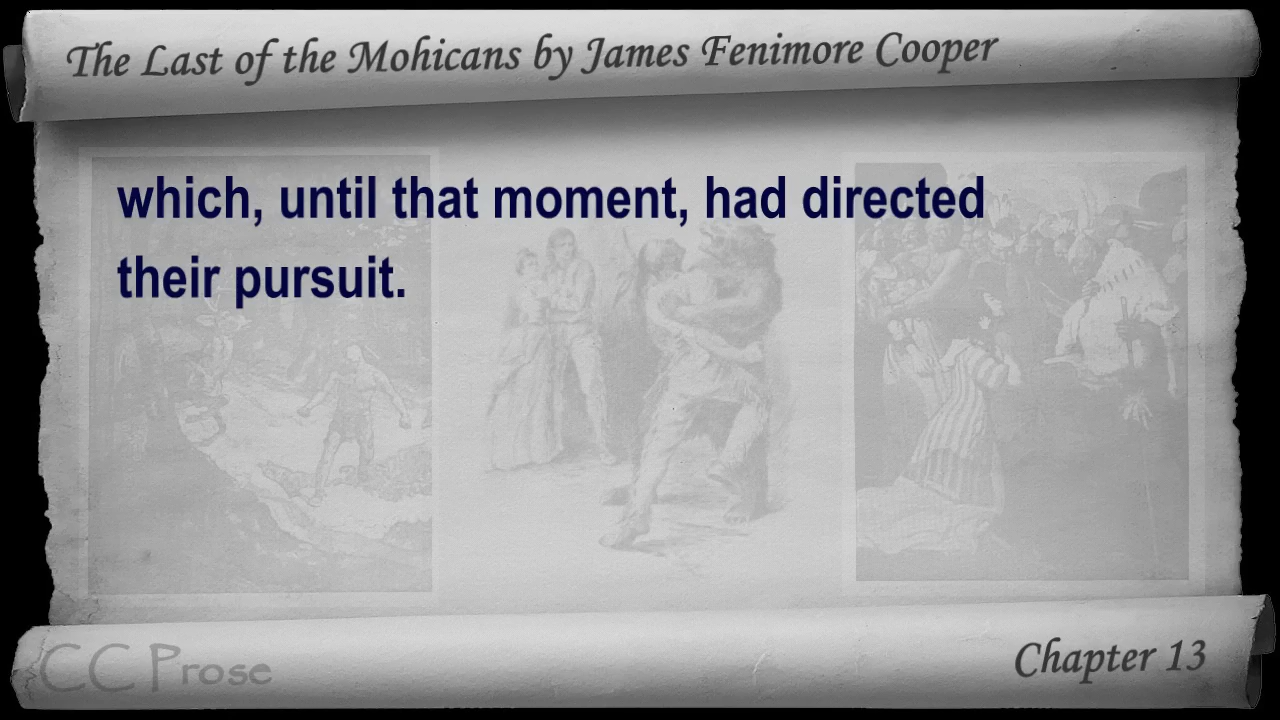 The Last of the Mohicans by James Fenimore Cooper
which, until that moment, had directed
their pursuit.
CC Prose
Chapter 13